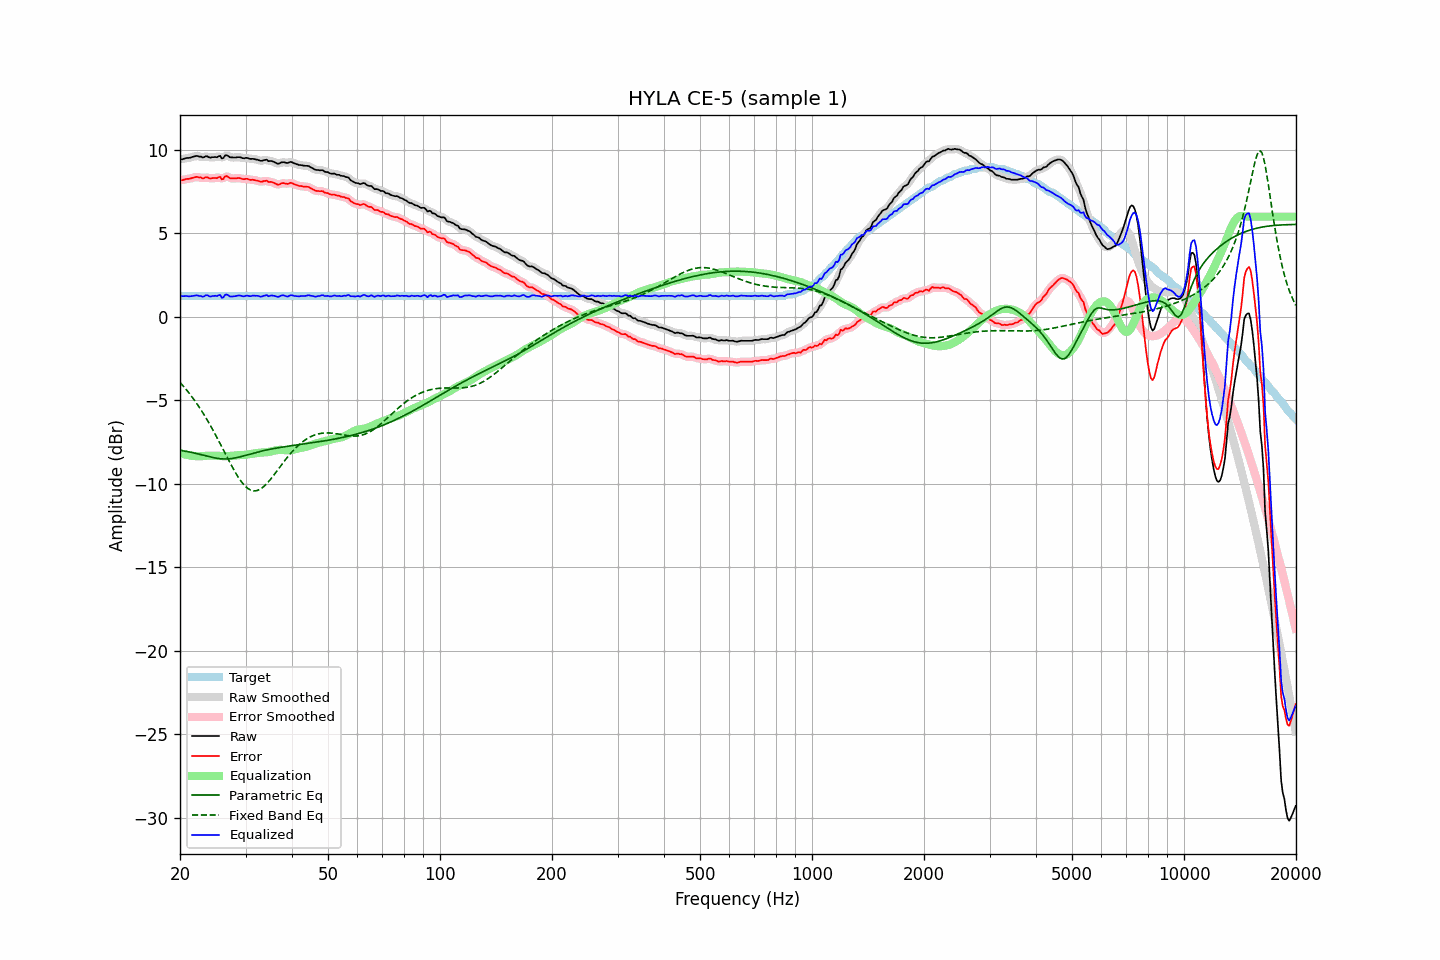 HYLA CE-5 (sample 1)
10
5
0
−5
−10
−15
−20
−25
−30
Amplitude (dBr)
Target
Raw Smoothed
Error Smoothed
Raw
Error
Equalization
Parametric Eq
Fixed Band Eq
Equalized
20 50 100 200 500 1000 2000 5000 10000 20000
Frequency (Hz)